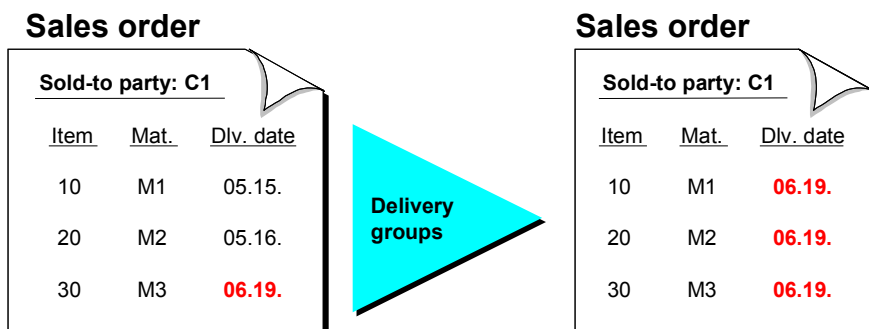 Sales order
Sold-to party: C1
Item Mat. Dlv. date
10 M1 05.15.
20 M2 05.16.
30 M3 06.19.
Delivery
groups
Sales order
Sold-to party: C1
Item Mat. Dlv. date
10 M1 06.19.
20 M2 06.19.
30 M3 06.19.